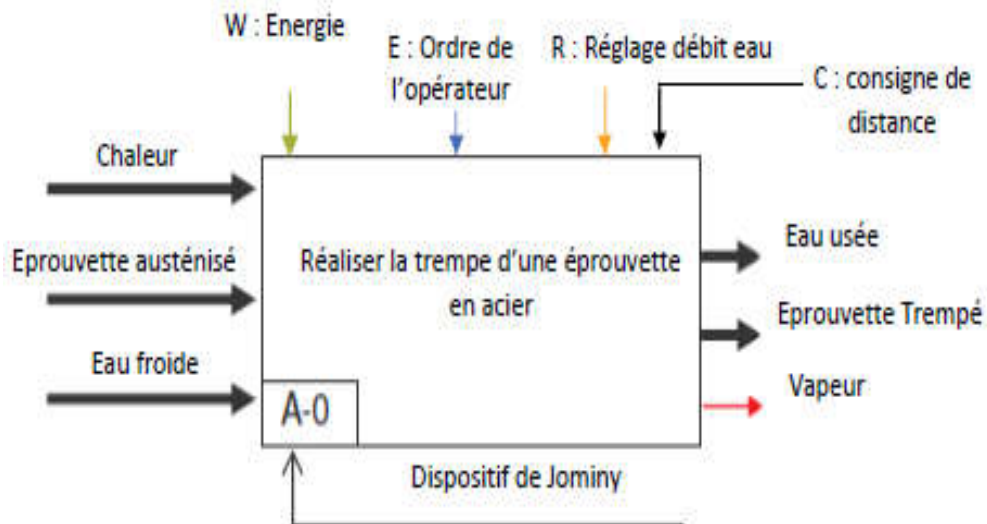 W : Energie
E : Ordre de
l'opérateur
R : Réglage débit eau
C : consigne de
distance
Chaleur
Eprouvette austénisé
Eau froide
Réaliser la trempe d'une éprouvette
en acier
A-0
Eau usée
Eprouvette Trempé
Vapeur
Dispositif de Jominy